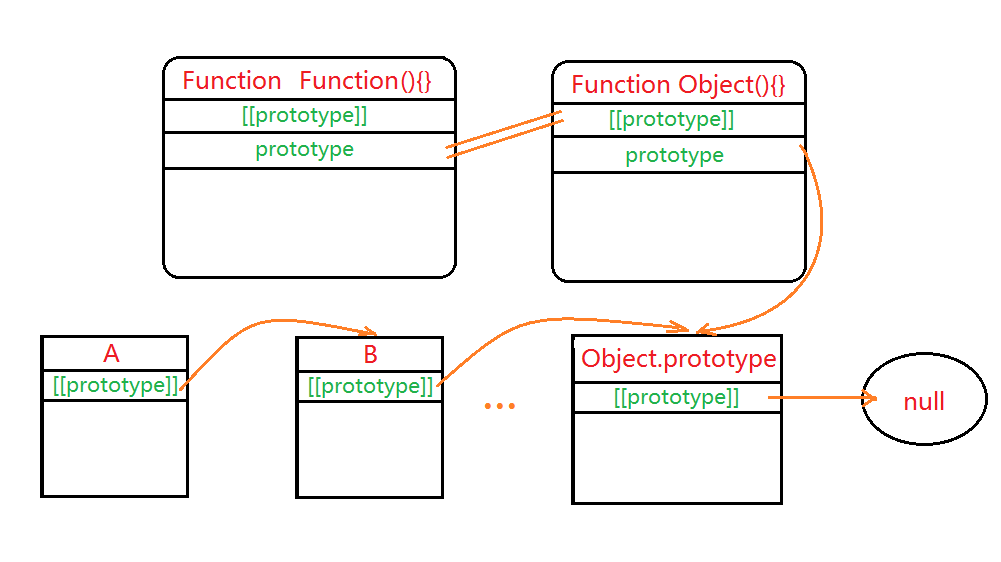 Function Function(){}
[[prototype]]
prototype
Function Object(){}
[[prototype]]
prototype
A
[[prototype]]
B
[[prototype]]
...
Object.prototype
[[prototype]]
null